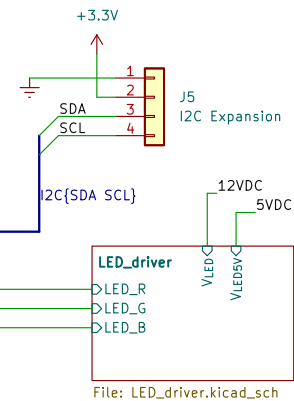 +3.3V
1
2
3
4
J5
I2C Expansion
SDA
SCL
I2C{SDA SCL}
12VDC
5VDC
LED_driver
VLED
VLED5V
LED_R
LED_G
LED_B
File: LED_driver.kicad_sch